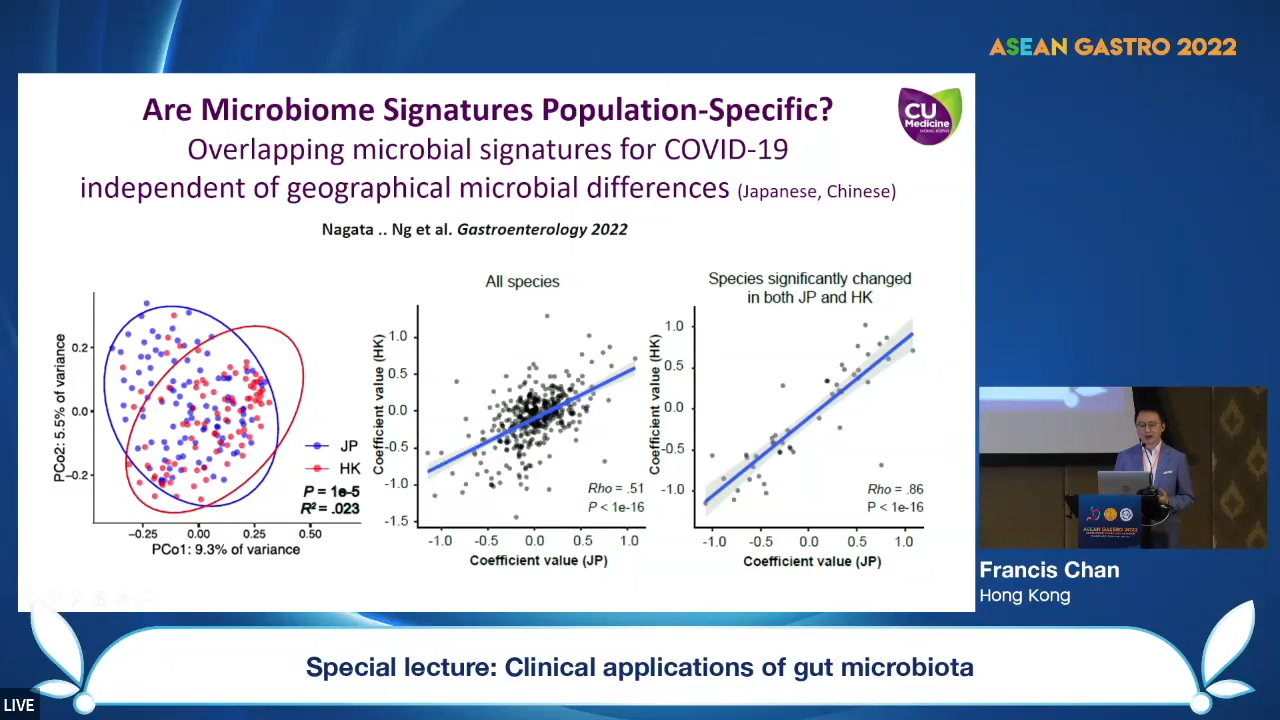 ASEAN GASTRO 2022
Are Microbiome Signatures Population-Specific?
Overlapping microbial signatures for COVID-19
independent of geographical microbial differences (Japanese, Chinese)
CU
Medicine
HONG KONG
Nagata .. Ng et al. Gastroenterology 2022
PCo2: 5.5% of variance
0.2
0.0
-0.2
-0.25
0.00
0.25
0.50
PCo1: 9.3% of variance
JP
HK
P = 1e-5
R² = .023
All species
Coefficient value (HK)
1.0
0.5
0.0
-0.5
-1.0
-1.5
-1.0
-0.5
0.0
0.5
1.0
Coefficient value (JP)
Rho = .51
P < 1e-16
Species significantly changed
in both JP and HK
Coefficient value (HK)
1.0
0.5
0.0
-0.5
-1.0
-1.0
-0.5
0.0
0.5
1.0
Coefficient value (JP)
Rho = .86
P < 1e-16
ASEAN GASTRO 2022
Francis Chan
Hong Kong
Special lecture: Clinical applications of gut microbiota
LIVE